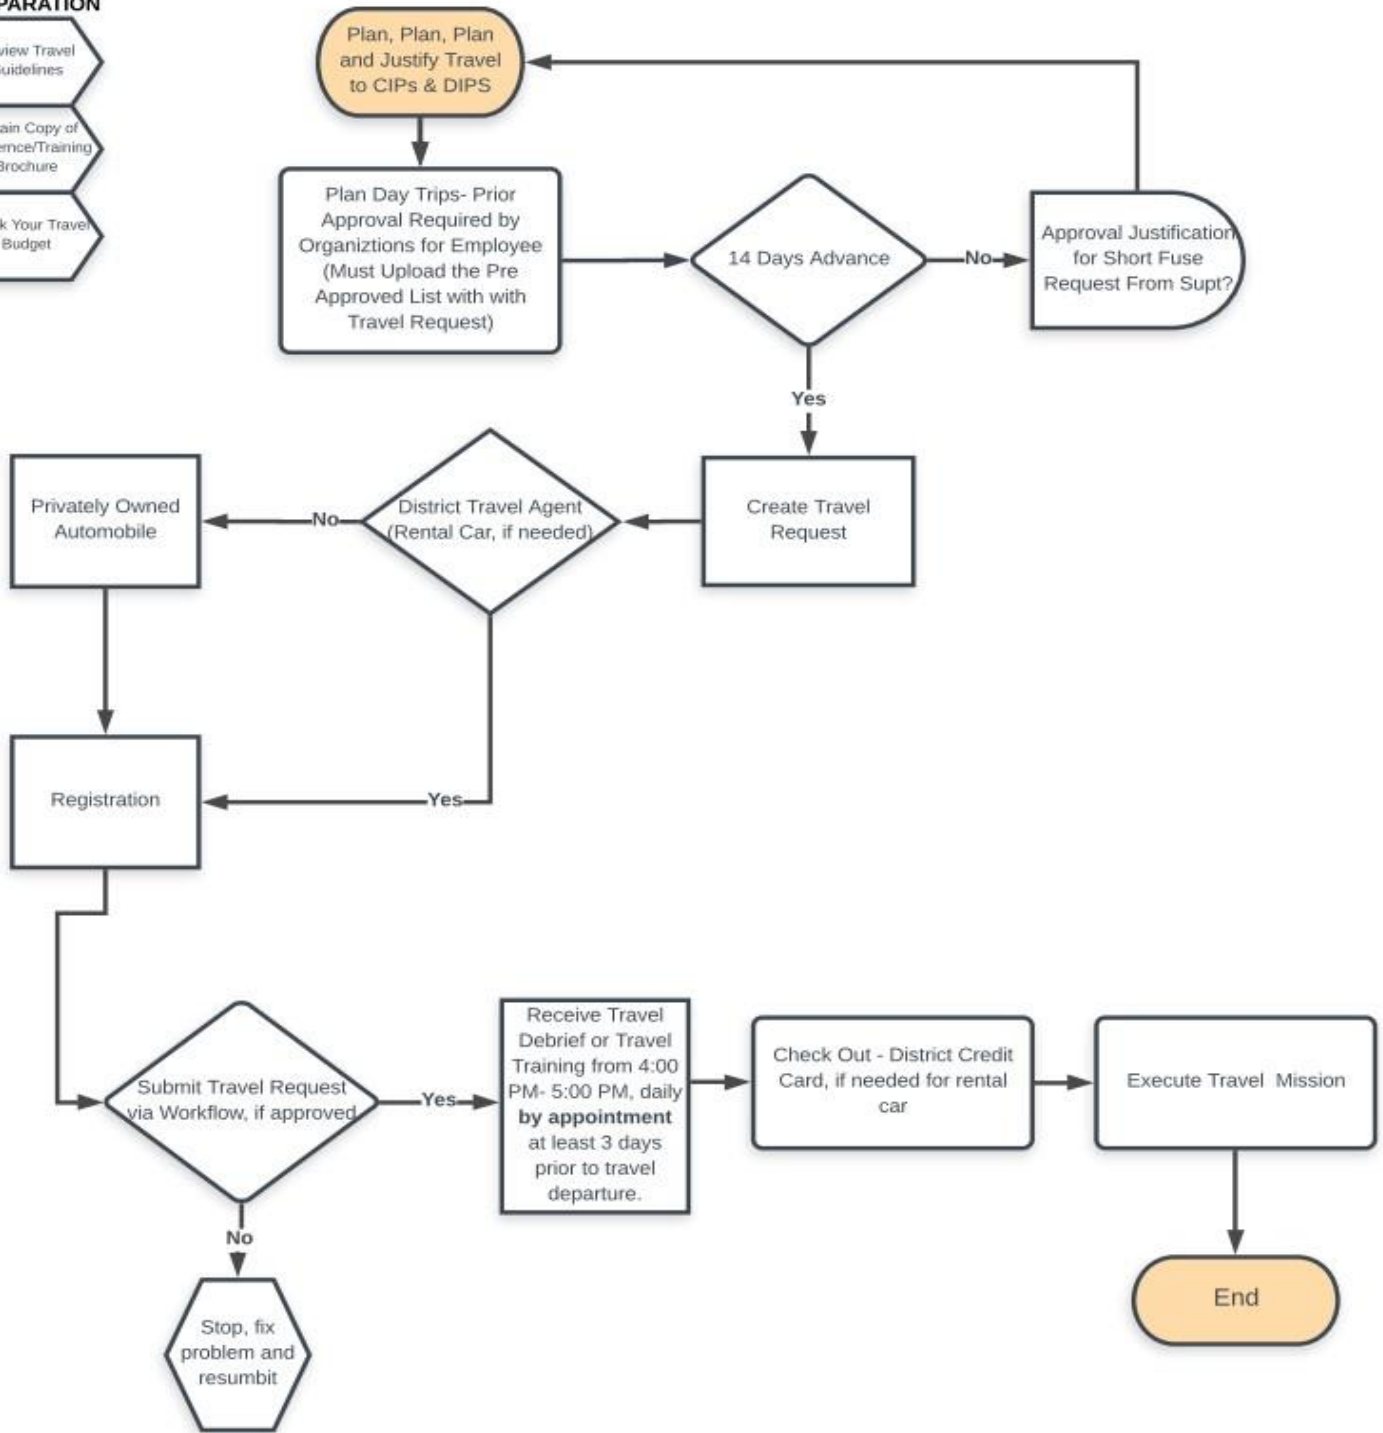 PARATION
view Travel
uidelines
ain Copy of
ernce/Training
Brochure
k Your Travel
Budget
Plan, Plan, Plan
and Justify Travel
to CIPs & DIPS
Plan Day Trips- Prior
Approval Required by
Organiztions for Employee
(Must Upload the Pre
Approved List with with
Travel Request)
14 Days Advance
No
Approval Justification
for Short Fuse
Request From Supt?
Yes
Create Travel
Request
District Travel Agent
(Rental Car, if needed)
No
Privately Owned
Automobile
Yes
Registration
Submit Travel Request
via Workflow, if approved
Yes
Receive Travel
Debrief or Travel
Training from 4:00
PM- 5:00 PM, daily
by appointment
at least 3 days
prior to travel
departure.
Check Out - District Credit
Card, if needed for rental
car
Execute Travel Mission
No
Stop, fix
problem and
resumbit
End